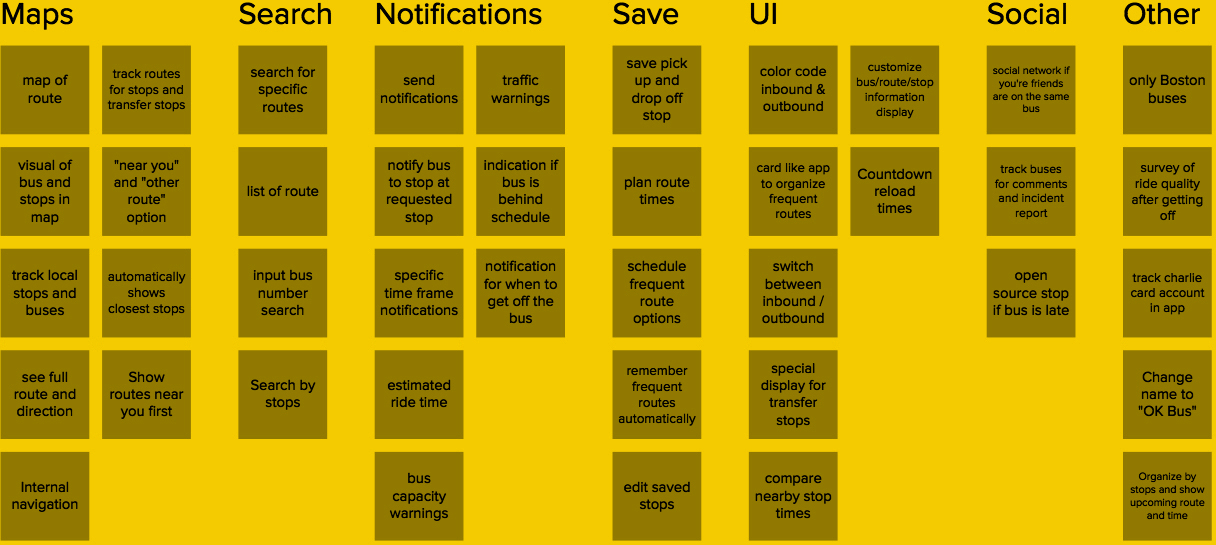 Maps
map of
route
track routes
for stops and
transfer stops
visual of
bus and
stops in
map
"near you"
and "other
route"
option
track local
stops and
buses
automatically
shows
closest stops
see full
route and
direction
Show
routes near
you first
Internal
navigation
Search
search for
specific
routes
list of route
input bus
number
search
Search by
stops
Notifications
send
notifications
traffic
warnings
notify bus
to stop at
requested
stop
indication if
bus is
behind
schedule
specific
time frame
notifications
notification
for when to
get off the
bus
estimated
ride time
bus
capacity
warnings
Save
save pick
up and
drop off
stop
plan route
times
schedule
frequent
route
options
remember
frequent
routes
automatically
edit saved
stops
UI
color code
inbound &
outbound
customize
bus/route/stop
information
display
card like app
to organize
frequent
routes
Countdown
reload
times
switch
between
inbound /
outbound
special
display for
transfer
stops
compare
nearby stop
times
Social
social network if
you're friends
are on the same
bus
track buses
for comments
and incident
report
open
source stop
if bus is late
Other
only Boston
buses
survey of
ride quality
after getting
off
track charlie
card account
in app
Change
name to
"OK Bus"
Organize by
stops and show
upcoming route
and time